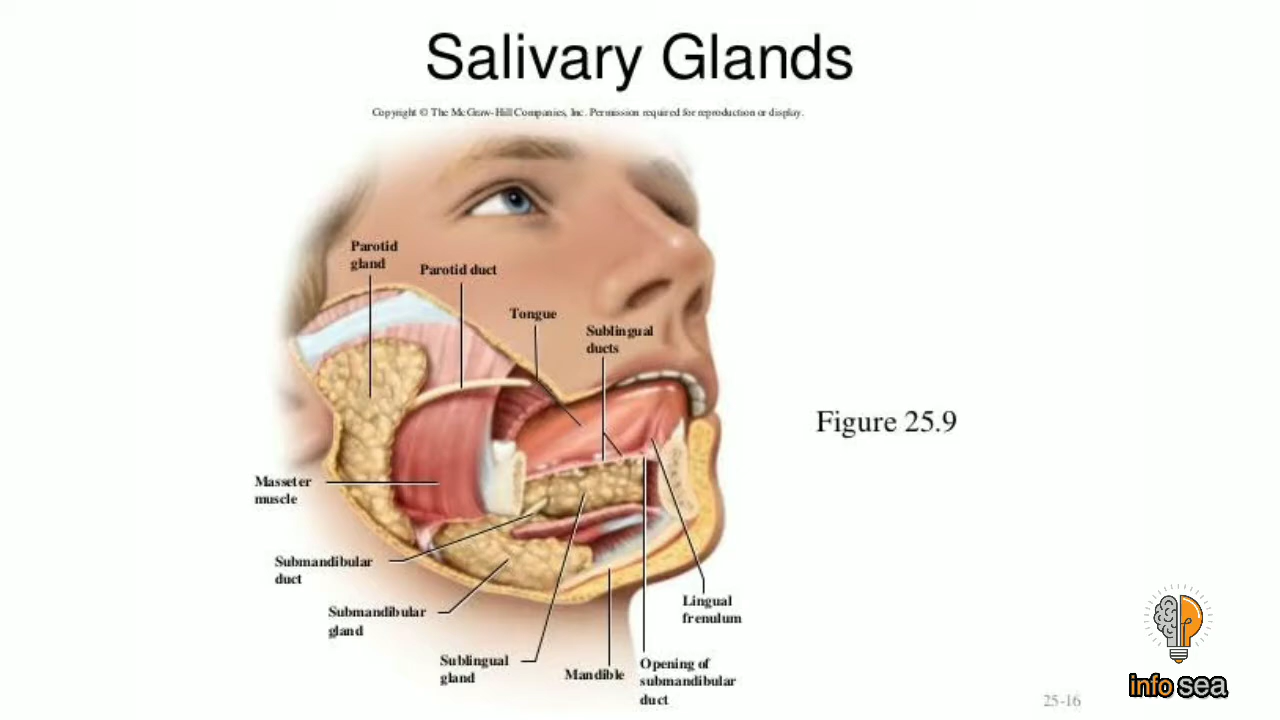 Salivary Glands
Copyright © The McGraw-Hill Companies, Inc. Permission required for reproduction or display.
Parotid
gland
Parotid duct
Tongue
Sublingual
ducts
Figure 25.9
Masseter
muscle
Submandibular
duct
Submandibular
gland
Sublingual
gland
Mandible
Opening of
submandibular
duct
Lingual
frenulum
25-16
info sea